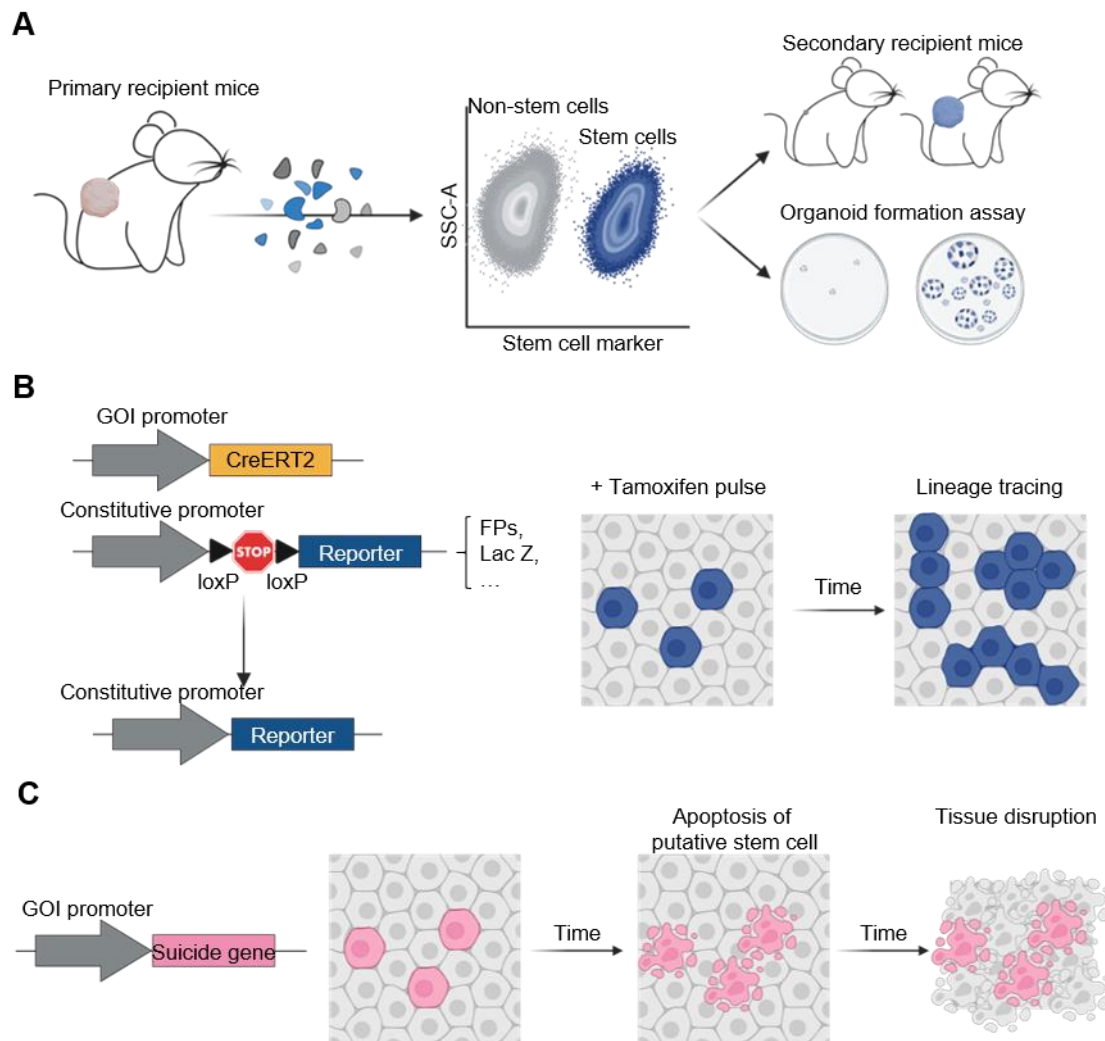 A
Primary recipient mice
Non-stem cells
Stem cells
SSC-A
Stem cell marker
Secondary recipient mice
Organoid formation assay
B
GOI promoter
CreERT2
Constitutive promoter
STOP
Reporter
loxP
loxP
FPs,
Lac Z,
…
Constitutive promoter
Reporter
+ Tamoxifen pulse
Time
Lineage tracing
C
GOI promoter
Suicide gene
Time
Apoptosis of
putative stem cell
Time
Tissue disruption